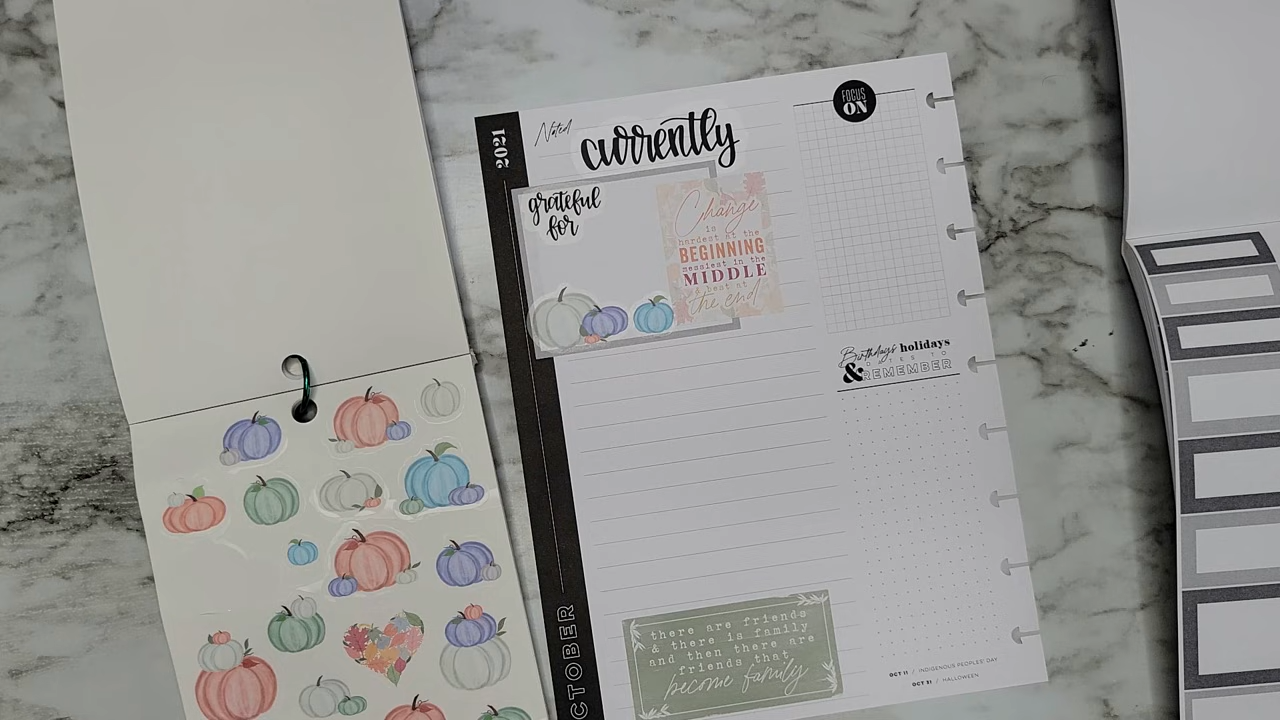 2021
Noted
currently
FOCUS
ON
grateful
for
Change
is
hardest at the
BEGINNING
messiest in the
MIDDLE
& best at
the end
Birthdays holidays
& DATES TO
REMEMBER
there are friends
& there is family
and then there are
friends that
become family
OCTOBER
OCT 11 / INDIGENOUS PEOPLES' DAY
OCT 31 / HALLOWEEN